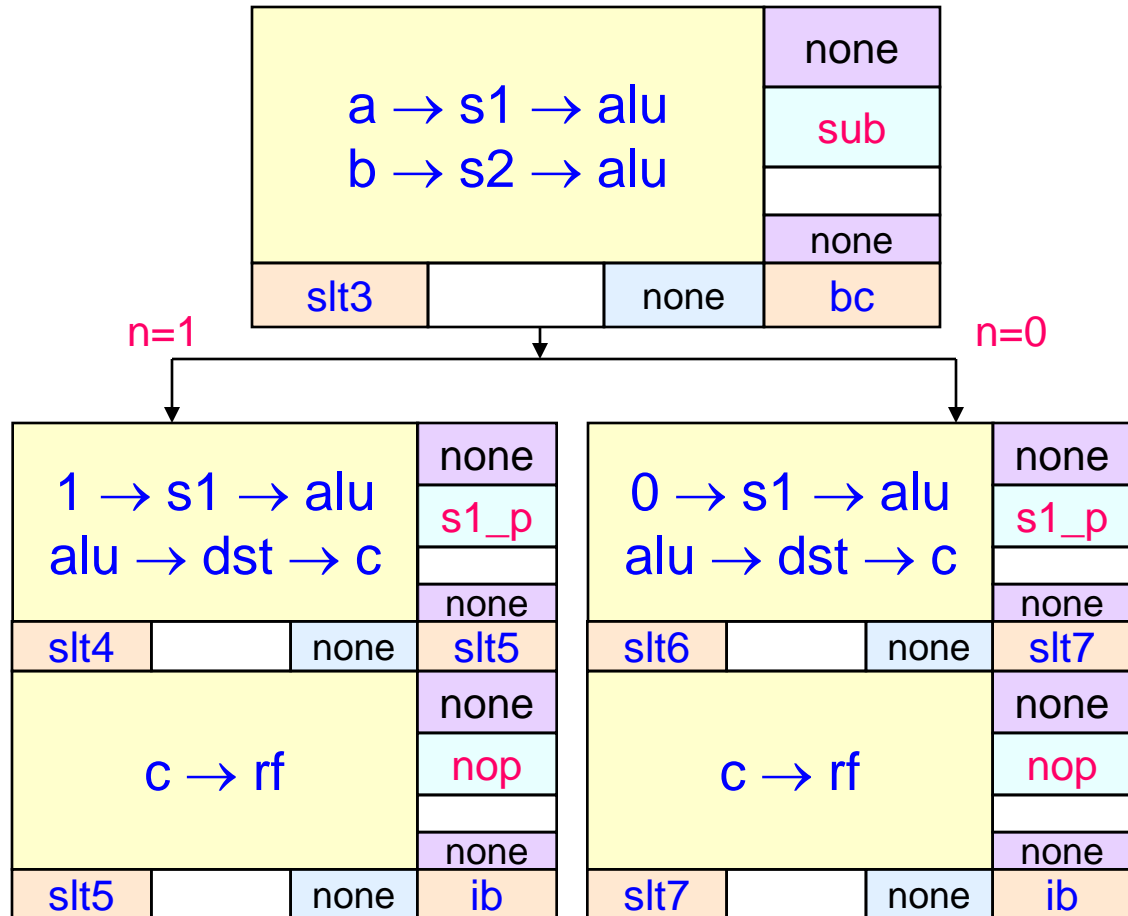 none
a → s1 → alu
b → s2 → alu
sub
none
slt3
none
bc
n=1
n=0
none
1 → s1 → alu
alu → dst → c
s1_p
none
slt4
none
slt5
none
0 → s1 → alu
alu → dst → c
s1_p
none
slt6
none
slt7
none
c → rf
nop
none
slt5
none
ib
none
c → rf
nop
none
slt7
none
ib